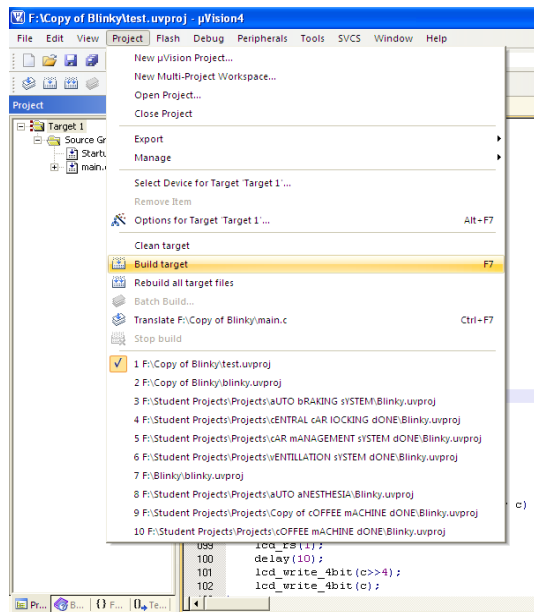 F:\Copy of Blinky\test.uvproj - µVision4
File Edit View Project Flash Debug Peripherals Tools SVCS Window Help
New µVision Project...
New Multi-Project Workspace...
Open Project...
Close Project
Project
Target 1
Source Gr
Startu
main.c
Export
Manage
Select Device for Target 'Target 1'...
Remove Item
Options for Target 'Target 1'... Alt+F7
Clean target
Build target F7
Rebuild all target files
Batch Build...
Translate F:\Copy of Blinky\main.c Ctrl+F7
Stop build
1 F:\Copy of Blinky\test.uvproj
2 F:\Copy of Blinky\blinky.uvproj
3 F:\Student Projects\Projects\aUTO bRAKING sYSTEM\Blinky.uvproj
4 F:\Student Projects\Projects\cENTRAL cAR lOCKING dONE\Blinky.uvproj
5 F:\Student Projects\Projects\cAR mANAGEMENT sYSTEM dONE\Blinky.uvproj
6 F:\Student Projects\Projects\vENTILLATION sYSTEM dONE\Blinky.uvproj
7 F:\Blinky\blinky.uvproj
8 F:\Student Projects\Projects\aUTO aNESTHESIA\Blinky.uvproj
9 F:\Student Projects\Projects\Copy of cOFFEE mACHINE dONE\Blinky.uvproj
10 F:\Student Projects\Projects\cOFFEE mACHINE dONE\Blinky.uvproj
c)
099 lcd_rs(1);
100 delay(10);
101 lcd_write_4bit(c>>4);
102 lcd_write_4bit(c);
Pr... B... {} F... 0 Te...